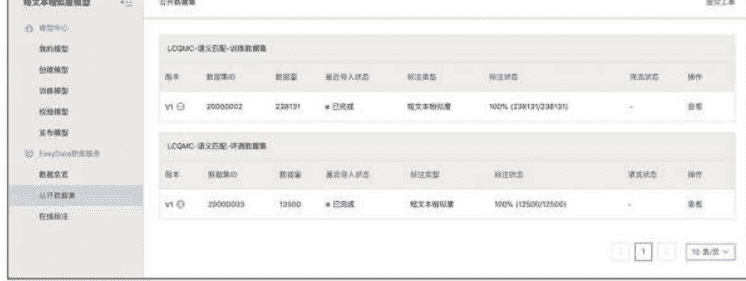 短文本相似度模型
公开数据集
提交工单
模型中心
我的模型
创建模型
训练模型
校验模型
发布模型
EasyData数据服务
数据总览
公开数据集
在线标注
LCQMC-语义匹配-训练数据集
版本 数据集ID 数据量 最近导入状态 标注类型 标注状态 清洗状态 操作
V1 20000002 238131 已完成 短文本相似度 100% (238131/238131) - 查看
LCQMC-语义匹配-评测数据集
版本 数据集ID 数据量 最近导入状态 标注类型 标注状态 清洗状态 操作
V1 20000003 12500 已完成 短文本相似度 100% (12500/12500) - 查看
1 10 条/页